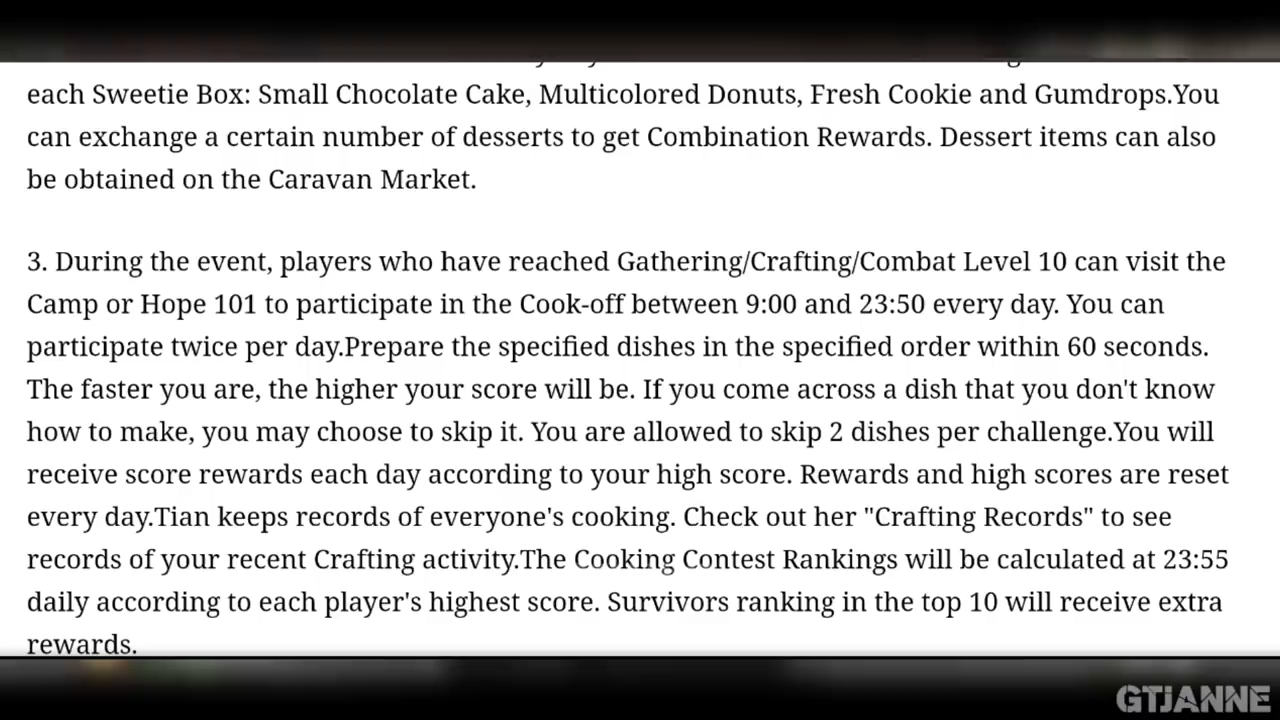 each Sweetie Box: Small Chocolate Cake, Multicolored Donuts, Fresh Cookie and Gumdrops.You
can exchange a certain number of desserts to get Combination Rewards. Dessert items can also
be obtained on the Caravan Market.
3. During the event, players who have reached Gathering/Crafting/Combat Level 10 can visit the
Camp or Hope 101 to participate in the Cook-off between 9:00 and 23:50 every day. You can
participate twice per day.Prepare the specified dishes in the specified order within 60 seconds.
The faster you are, the higher your score will be. If you come across a dish that you don't know
how to make, you may choose to skip it. You are allowed to skip 2 dishes per challenge.You will
receive score rewards each day according to your high score. Rewards and high scores are reset
every day.Tian keeps records of everyone's cooking. Check out her "Crafting Records" to see
records of your recent Crafting activity.The Cooking Contest Rankings will be calculated at 23:55
daily according to each player's highest score. Survivors ranking in the top 10 will receive extra
rewards.
GTJANNE